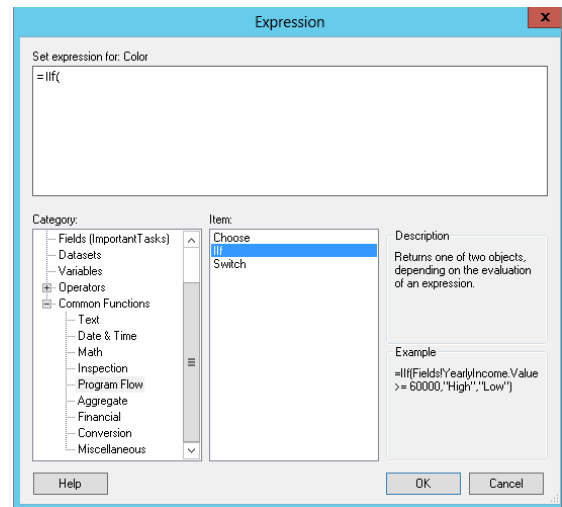 Expression
x
Set expression for: Color
=IIf(
Category:
Fields (ImportantTasks)
Datasets
Variables
Operators
Common Functions
Text
Date & Time
Math
Inspection
Program Flow
Aggregate
Financial
Conversion
Miscellaneous
Item:
Choose
IIf
Switch
Description
Returns one of two objects,
depending on the evaluation
of an expression.
Example
=IIf(Fields!YearlyIncome.Value
>= 60000,"High","Low")
Help
OK
Cancel